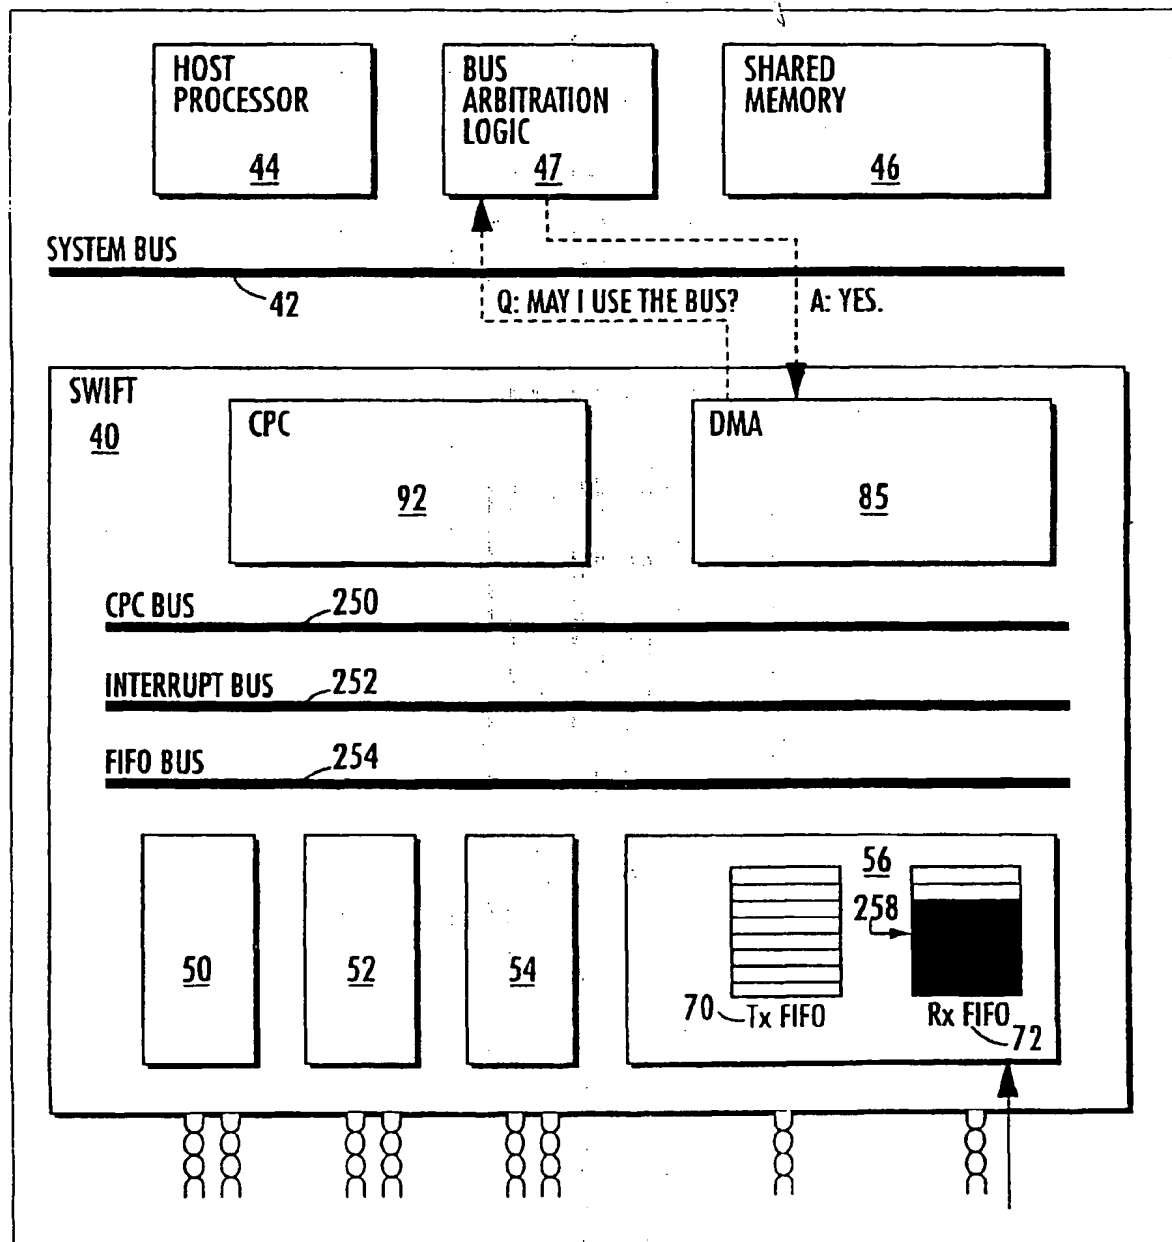 HOST
PROCESSOR
44
BUS
ARBITRATION
LOGIC
47
SHARED
MEMORY
46
SYSTEM BUS
42
Q: MAY I USE THE BUS?
A: YES.
SWIFT
40
CPC
92
DMA
85
CPC BUS
250
INTERRUPT BUS
252
FIFO BUS
254
50
52
54
56
258
70
Tx FIFO
Rx FIFO
72